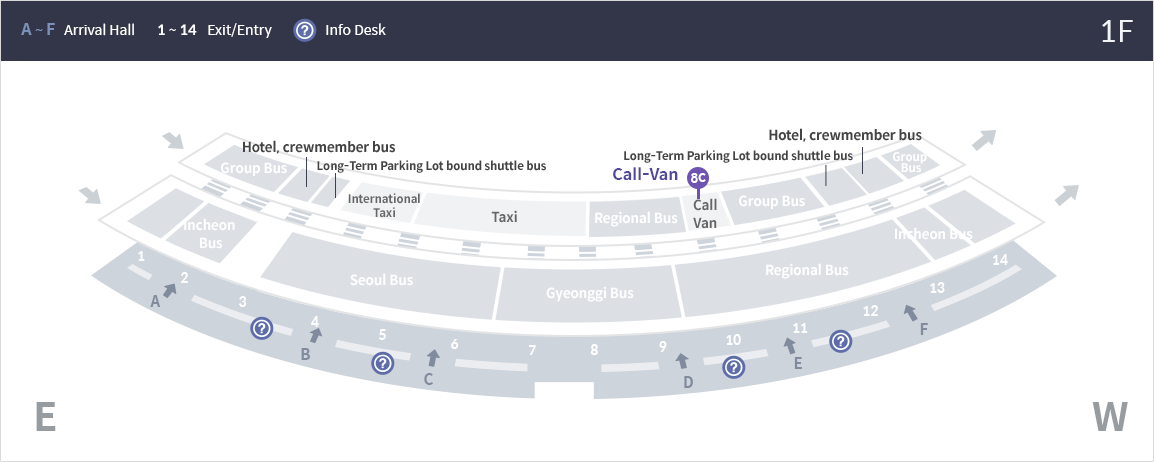 A ~ F Arrival Hall 1 ~ 14 Exit/Entry ? Info Desk 1F
Hotel, crewmember bus
Group Bus
Long-Term Parking Lot bound shuttle bus
International
Taxi
Taxi
Hotel, crewmember bus
Long-Term Parking Lot bound shuttle bus
Call-Van 8C
Regional Bus
Call
Van
Group Bus
Group
Bus
Incheon
Bus
Seoul Bus
Gyeonggi Bus
Regional Bus
Incheon Bus
1
2
3
4
5
6
7
8
9
10
11
12
13
14
A
B
C
D
E
F
?
?
?
?
E
W